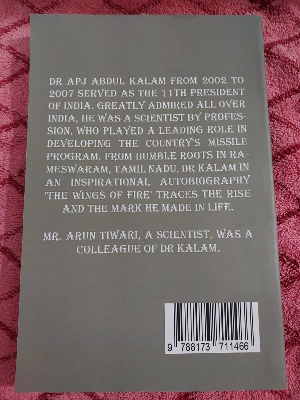 DR APJ ABDUL KALAM FROM 2002 TO
2007 SERVED AS THE 11TH PRESIDENT
OF INDIA. GREATLY ADMIRED ALL OVER
INDIA, HE WAS A SCIENTIST BY PROFES-
SION, WHO PLAYED A LEADING ROLE IN
DEVELOPING THE COUNTRY'S MISSILE
PROGRAM. FROM HUMBLE ROOTS IN RA-
MESWARAM, TAMIL NADU, DR KALAM IN
AN INSPIRATIONAL AUTOBIOGRAPHY
'THE WINGS OF FIRE' TRACES THE RISE
AND THE MARK HE MADE IN LIFE.
MR. ARUN TIWARI, A SCIENTIST, WAS A
COLLEAGUE OF DR KALAM.
9 788173 711466